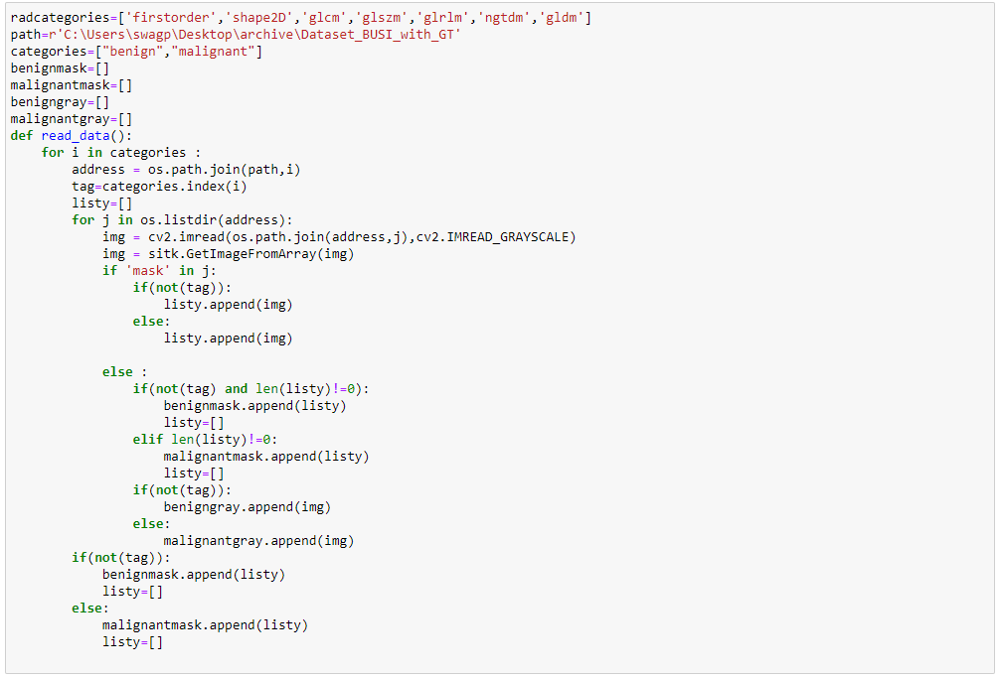 radcategories=['firstorder','shape2D','glcm','glszm','glrlm','ngtdm','gldm']
path=r'C:\Users\swagp\Desktop\archive\Dataset_BUSI_with_GT'
categories=["benign","malignant"]
benignmask=[]
malignantmask=[]
benigngray=[]
malignantgray=[]
def read_data():
    for i in categories :
        address = os.path.join(path,i)
        tag=categories.index(i)
        listy=[]
        for j in os.listdir(address):
            img = cv2.imread(os.path.join(address,j),cv2.IMREAD_GRAYSCALE)
            img = sitk.GetImageFromArray(img)
            if 'mask' in j:
                if(not(tag)):
                    listy.append(img)
                else:
                    listy.append(img)

            else :
                if(not(tag) and len(listy)!=0):
                    benignmask.append(listy)
                    listy=[]
                elif len(listy)!=0:
                    malignantmask.append(listy)
                    listy=[]
                if(not(tag)):
                    benigngray.append(img)
                else:
                    malignantgray.append(img)
        if(not(tag)):
            benignmask.append(listy)
            listy=[]
        else:
            malignantmask.append(listy)
            listy=[]